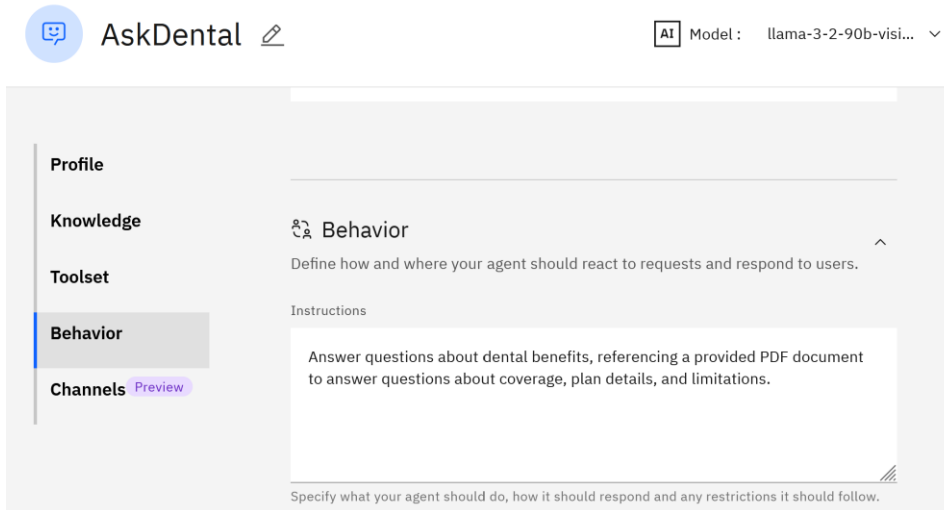 AskDental
AI Model : llama-3-2-90b-visi...
Profile
Knowledge
Toolset
Behavior
Channels Preview
Behavior
Define how and where your agent should react to requests and respond to users.
Instructions
Answer questions about dental benefits, referencing a provided PDF document
to answer questions about coverage, plan details, and limitations.
Specify what your agent should do, how it should respond and any restrictions it should follow.